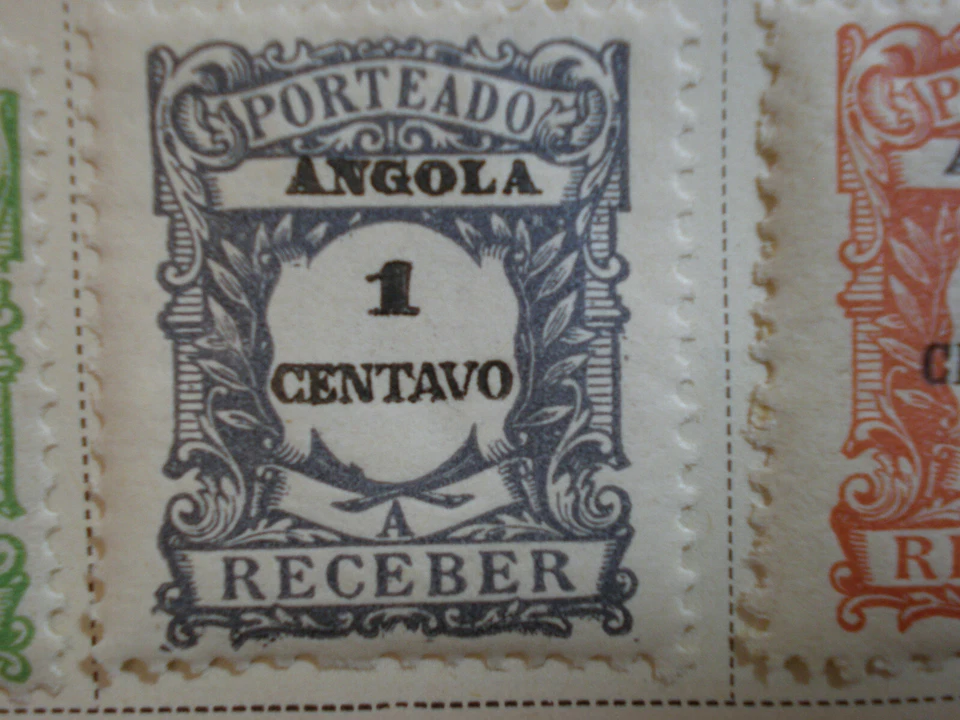 PORTEADO
ANGOLA
1
CENTAVO
A
RECEBER